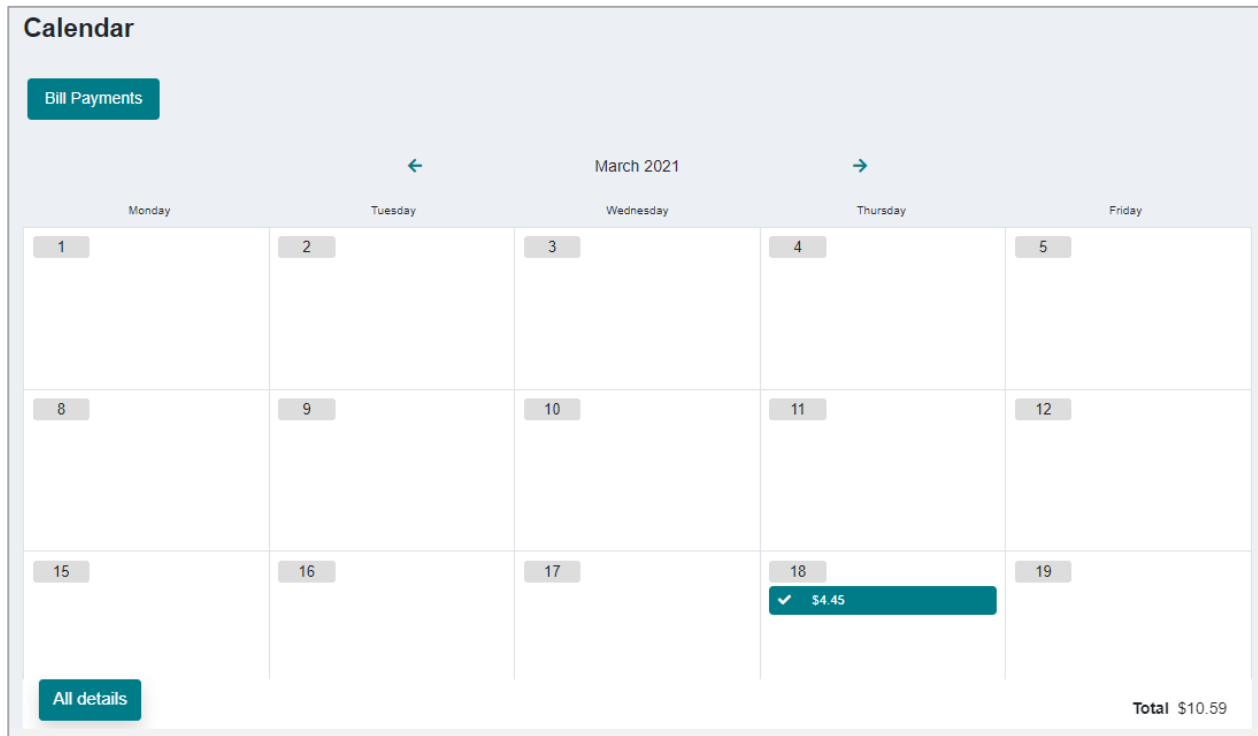 Calendar
Bill Payments
March 2021
Monday Tuesday Wednesday Thursday Friday
1 2 3 4 5
8 9 10 11 12
15 16 17 18 19
$4.45
All details
Total $10.59